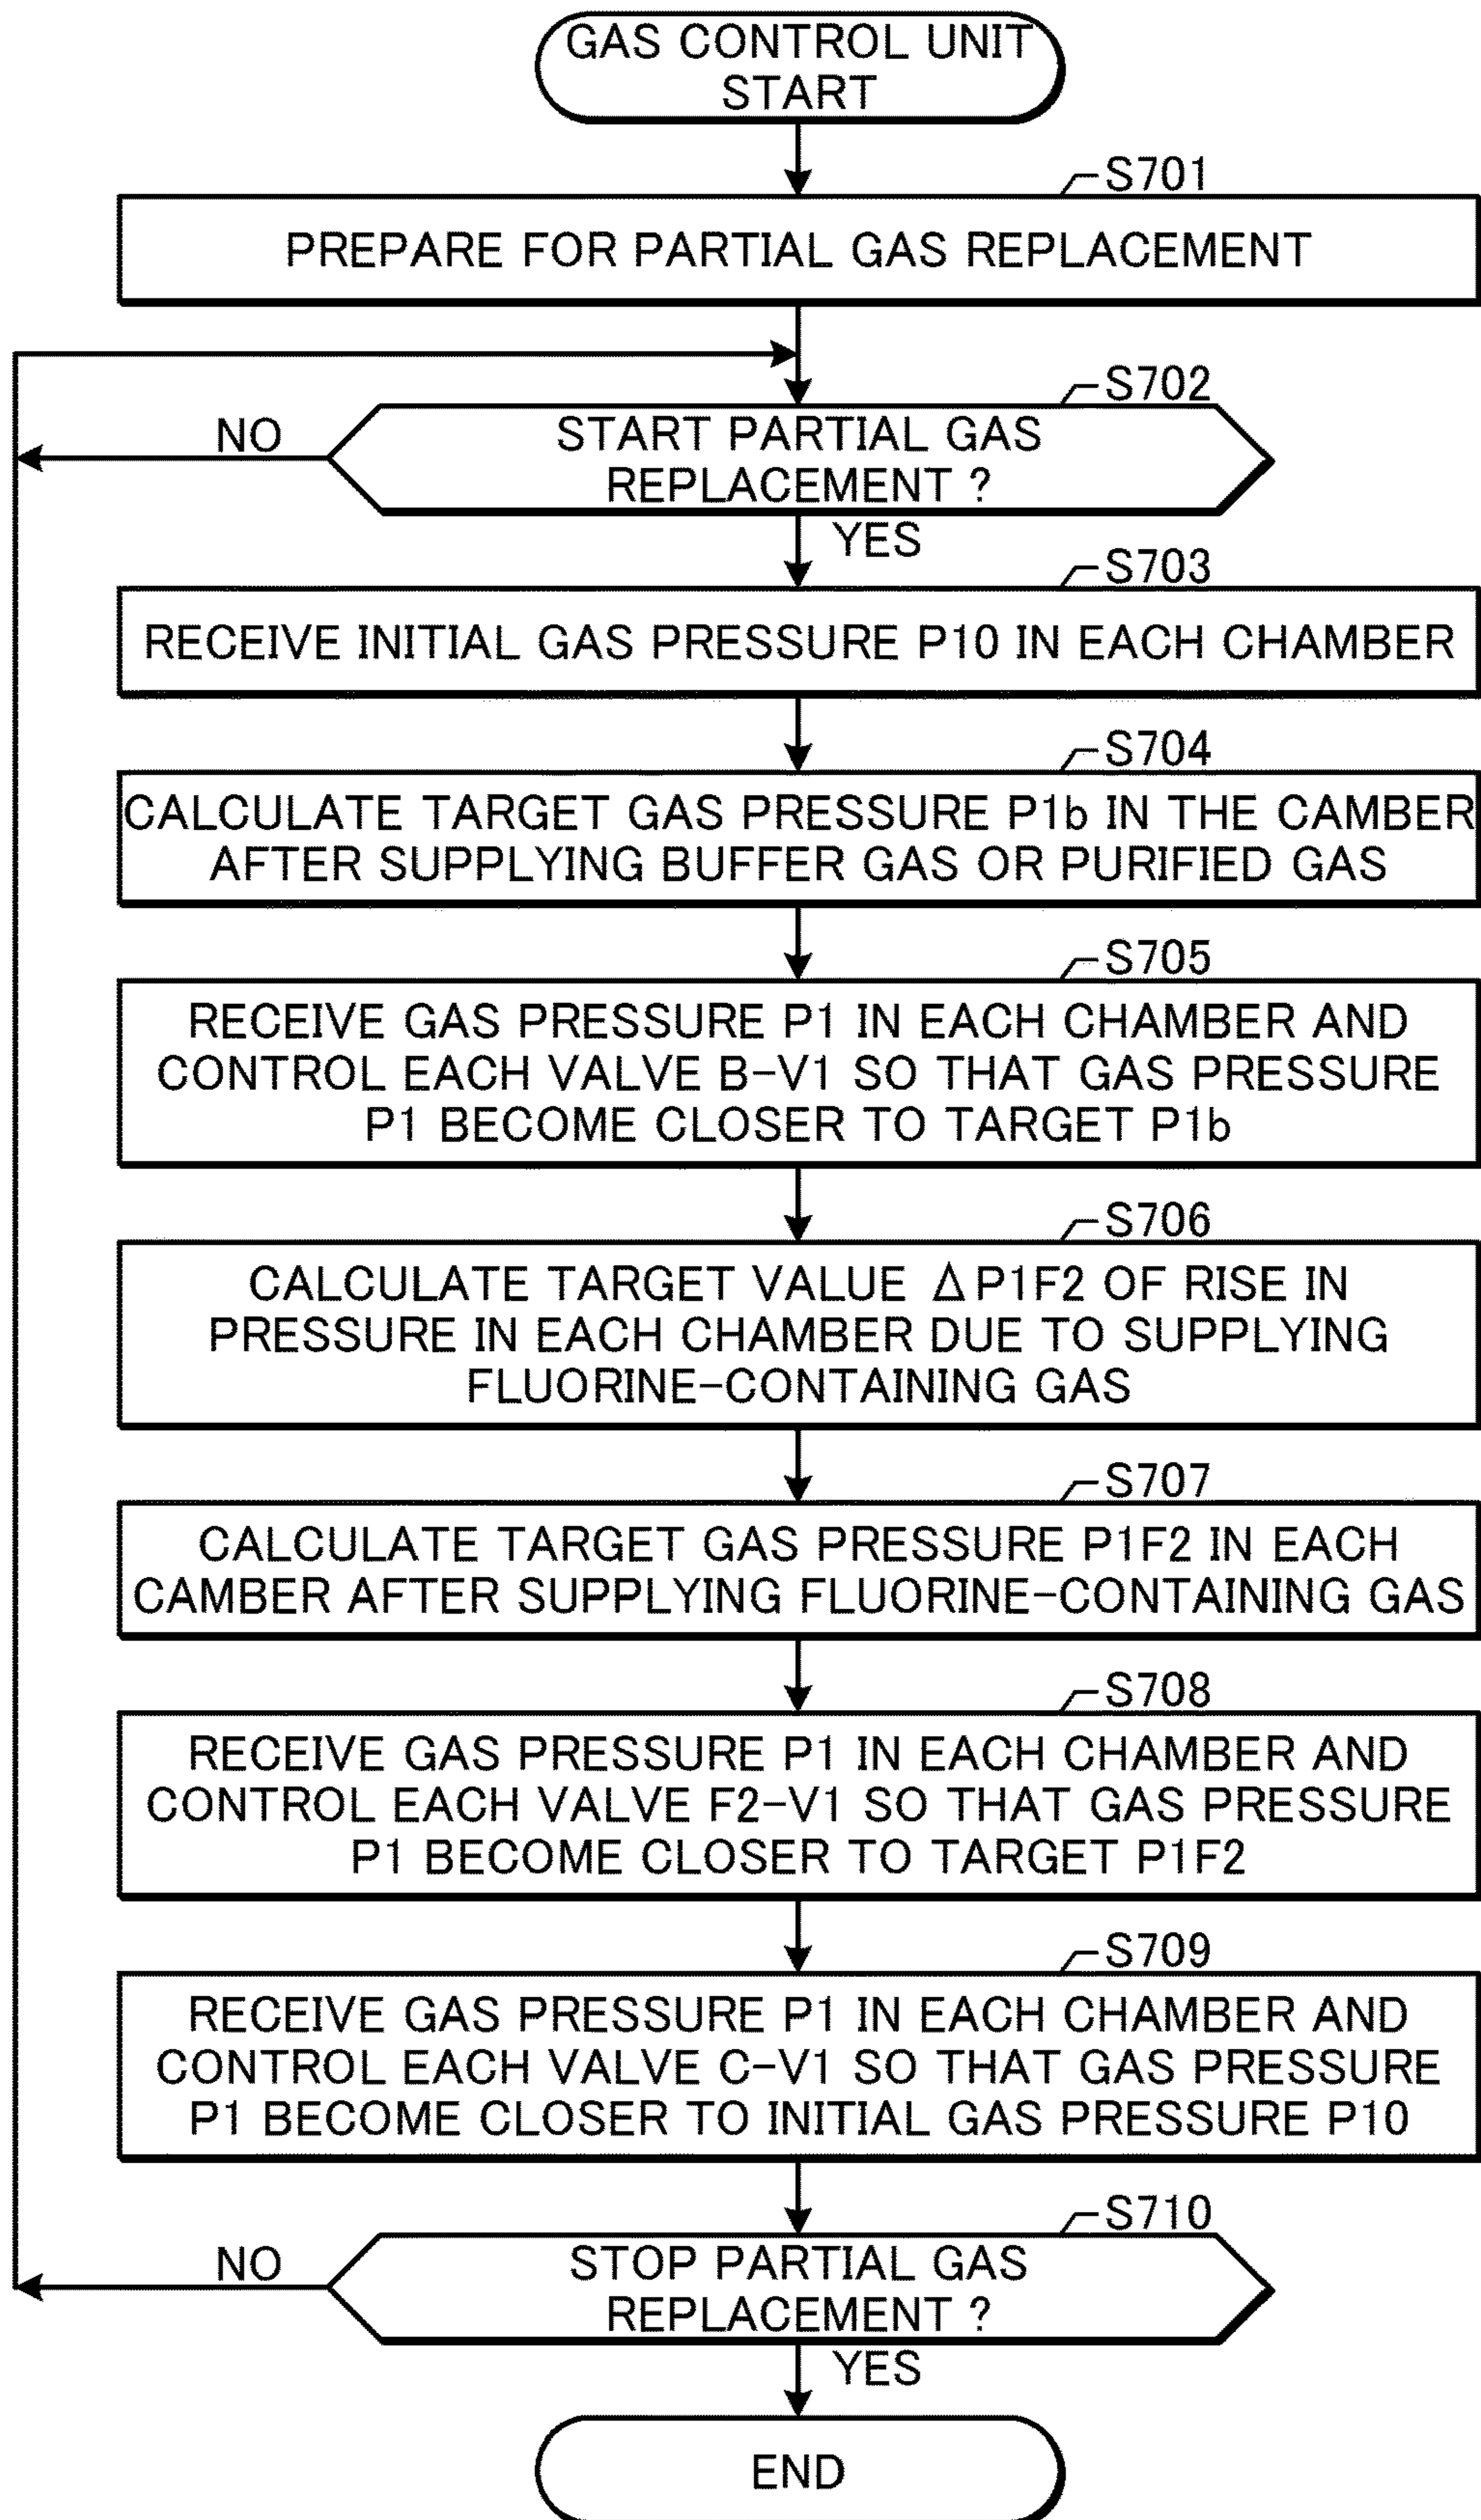 GAS CONTROL UNIT
START
S701
PREPARE FOR PARTIAL GAS REPLACEMENT
S702
NO
START PARTIAL GAS
REPLACEMENT ?
YES
S703
RECEIVE INITIAL GAS PRESSURE P10 IN EACH CHAMBER
S704
CALCULATE TARGET GAS PRESSURE P1b IN THE CAMBER
AFTER SUPPLYING BUFFER GAS OR PURIFIED GAS
S705
RECEIVE GAS PRESSURE P1 IN EACH CHAMBER AND
CONTROL EACH VALVE B-V1 SO THAT GAS PRESSURE
P1 BECOME CLOSER TO TARGET P1b
S706
CALCULATE TARGET VALUE ΔP1F2 OF RISE IN
PRESSURE IN EACH CHAMBER DUE TO SUPPLYING
FLUORINE-CONTAINING GAS
S707
CALCULATE TARGET GAS PRESSURE P1F2 IN EACH
CAMBER AFTER SUPPLYING FLUORINE-CONTAINING GAS
S708
RECEIVE GAS PRESSURE P1 IN EACH CHAMBER AND
CONTROL EACH VALVE F2-V1 SO THAT GAS PRESSURE
P1 BECOME CLOSER TO TARGET P1F2
S709
RECEIVE GAS PRESSURE P1 IN EACH CHAMBER AND
CONTROL EACH VALVE C-V1 SO THAT GAS PRESSURE
P1 BECOME CLOSER TO INITIAL GAS PRESSURE P10
S710
NO
STOP PARTIAL GAS
REPLACEMENT ?
YES
END